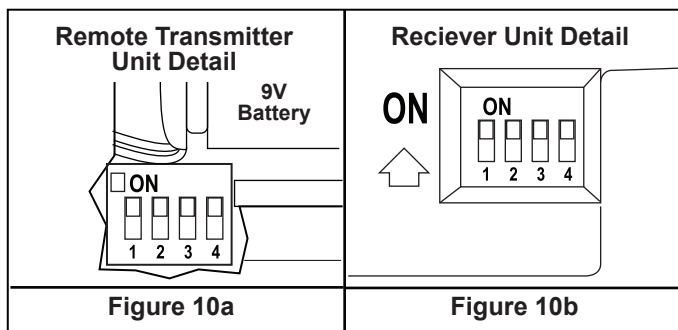 Remote Transmitter
Unit Detail
9V
Battery
ON
1 2 3 4
Figure 10a
Reciever Unit Detail
ON
ON
1 2 3 4
Figure 10b